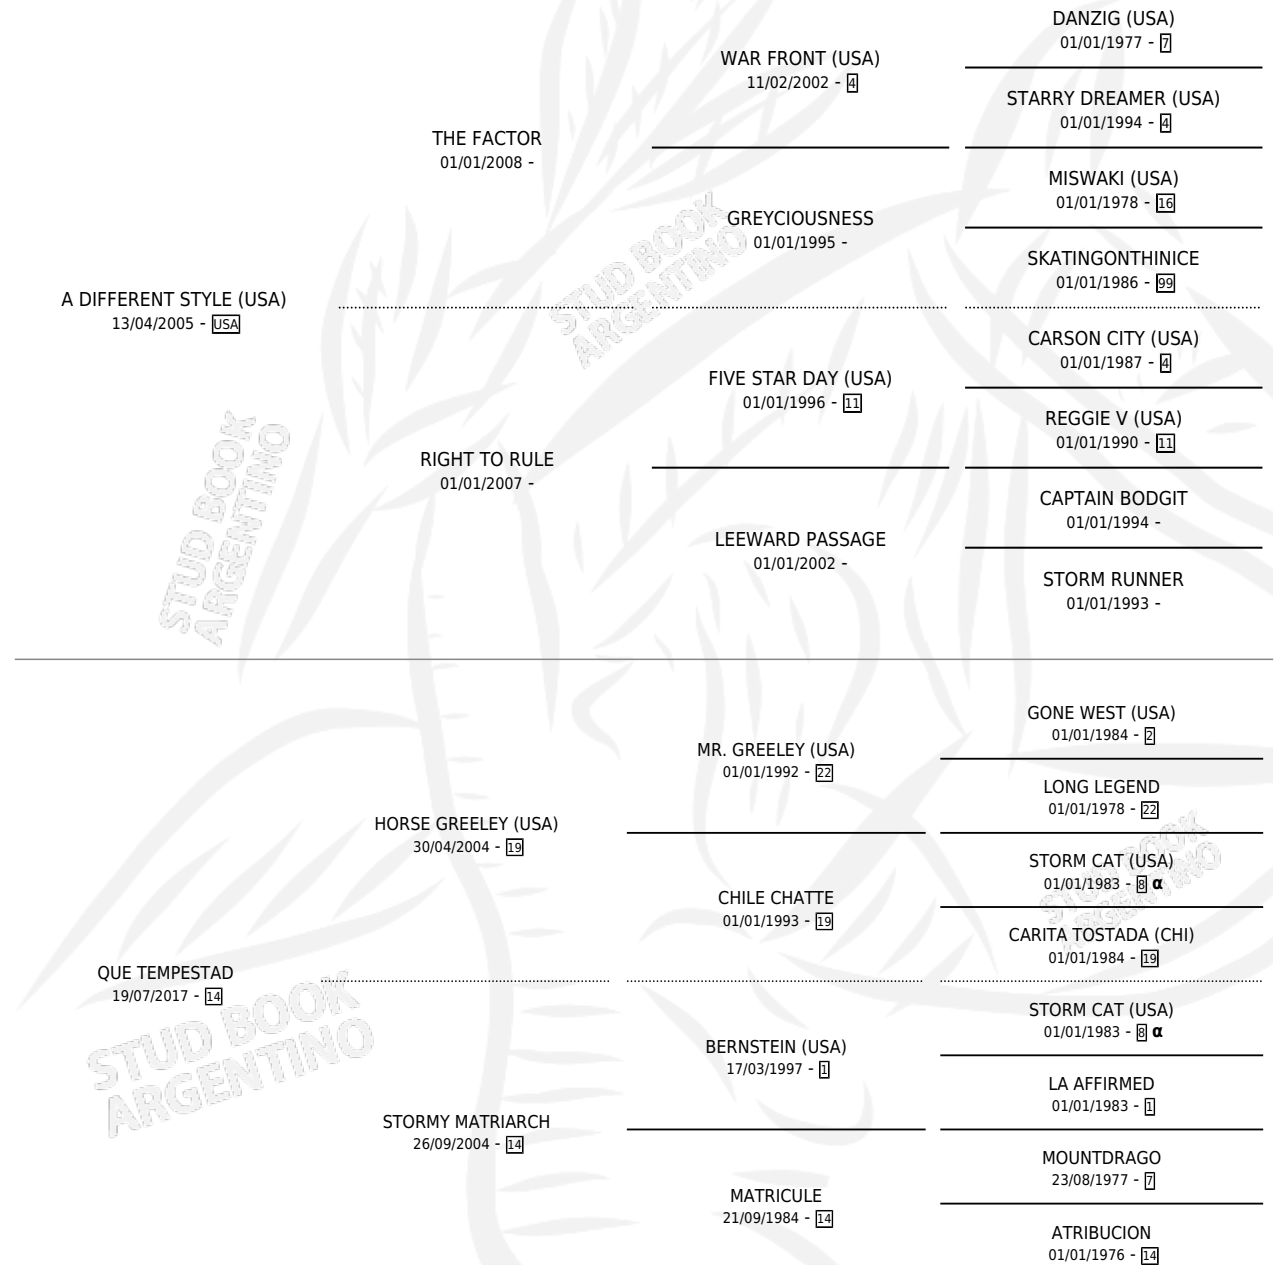 DANZIG (USA)
01/01/1977 - 7
WAR FRONT (USA)
11/02/2002 - 4
STARRY DREAMER (USA)
01/01/1994 - 4
THE FACTOR
01/01/2008 -
MISWAKI (USA)
01/01/1978 - 16
GREYCIOUSNESS
01/01/1995 -
SKATINGONTHINICE
01/01/1986 - 99
STUD BOOK
ARGENTINO
A DIFFERENT STYLE (USA)
13/04/2005 - USA
CARSON CITY (USA)
01/01/1987 - 4
FIVE STAR DAY (USA)
01/01/1996 - 11
REGGIE V (USA)
01/01/1990 - 11
RIGHT TO RULE
01/01/2007 -
CAPTAIN BODGIT
01/01/1994 -
LEEWARD PASSAGE
01/01/2002 -
STORM RUNNER
01/01/1993 -
STUD BOOK
ARGENTINO
GONE WEST (USA)
01/01/1984 - 2
MR. GREELEY (USA)
01/01/1992 - 22
LONG LEGEND
01/01/1978 - 22
HORSE GREELEY (USA)
30/04/2004 - 19
STORM CAT (USA)
01/01/1983 - 8 α
CHILE CHATTE
01/01/1993 - 19
CARITA TOSTADA (CHI)
01/01/1984 - 19
STUD BOOK
ARGENTINO
QUE TEMPESTAD
19/07/2017 - 14
STORM CAT (USA)
01/01/1983 - 8 α
BERNSTEIN (USA)
17/03/1997 - 1
LA AFFIRMED
01/01/1983 - 1
STORMY MATRIARCH
26/09/2004 - 14
MOUNTDRAGO
23/08/1977 - 7
MATRICULE
21/09/1984 - 14
ATRIBUCION
01/01/1976 - 14
STUD BOOK
ARGENTINO